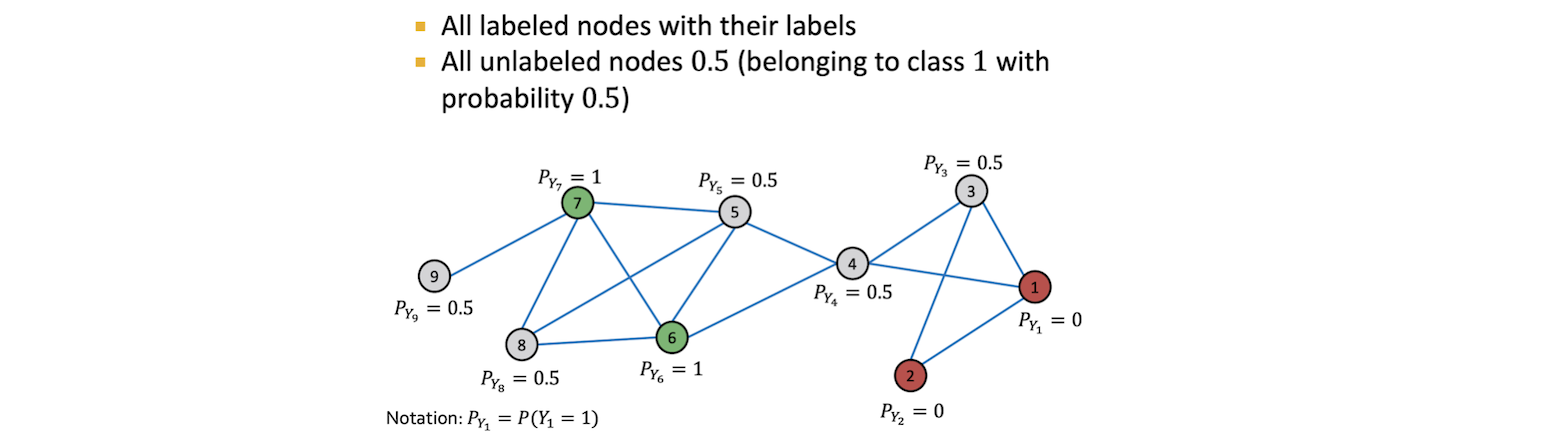 ▪ All labeled nodes with their labels
▪ All unlabeled nodes 0.5 (belonging to class 1 with
probability 0.5)
P_{Y_3} = 0.5
3
P_{Y_7} = 1
7
P_{Y_5} = 0.5
5
4
P_{Y_4} = 0.5
9
P_{Y_9} = 0.5
1
P_{Y_1} = 0
8
P_{Y_8} = 0.5
6
P_{Y_6} = 1
2
P_{Y_2} = 0
Notation: P_{Y_1} = P(Y_1 = 1)